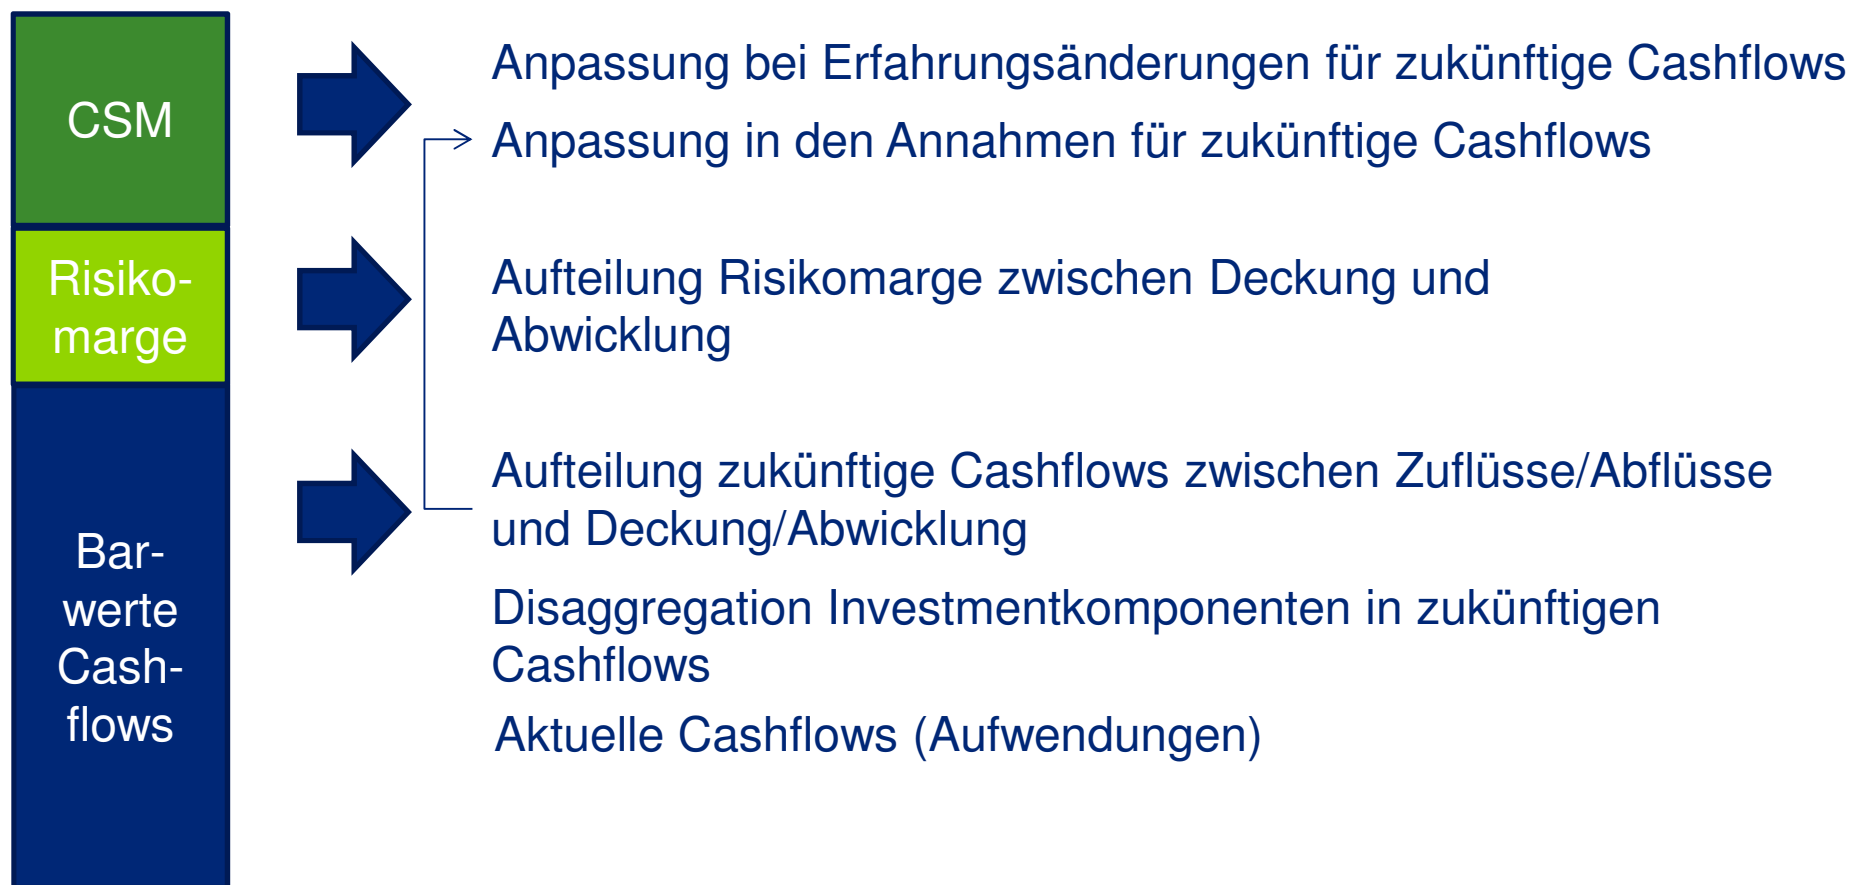 CSM
Anpassung bei Erfahrungsänderungen für zukünftige Cashflows
Anpassung in den Annahmen für zukünftige Cashflows
Risiko-
marge
Aufteilung Risikomarge zwischen Deckung und
Abwicklung
Bar-
werte
Cash-
flows
Aufteilung zukünftige Cashflows zwischen Zuflüsse/Abflüsse
und Deckung/Abwicklung
Disaggregation Investmentkomponenten in zukünftigen
Cashflows
Aktuelle Cashflows (Aufwendungen)